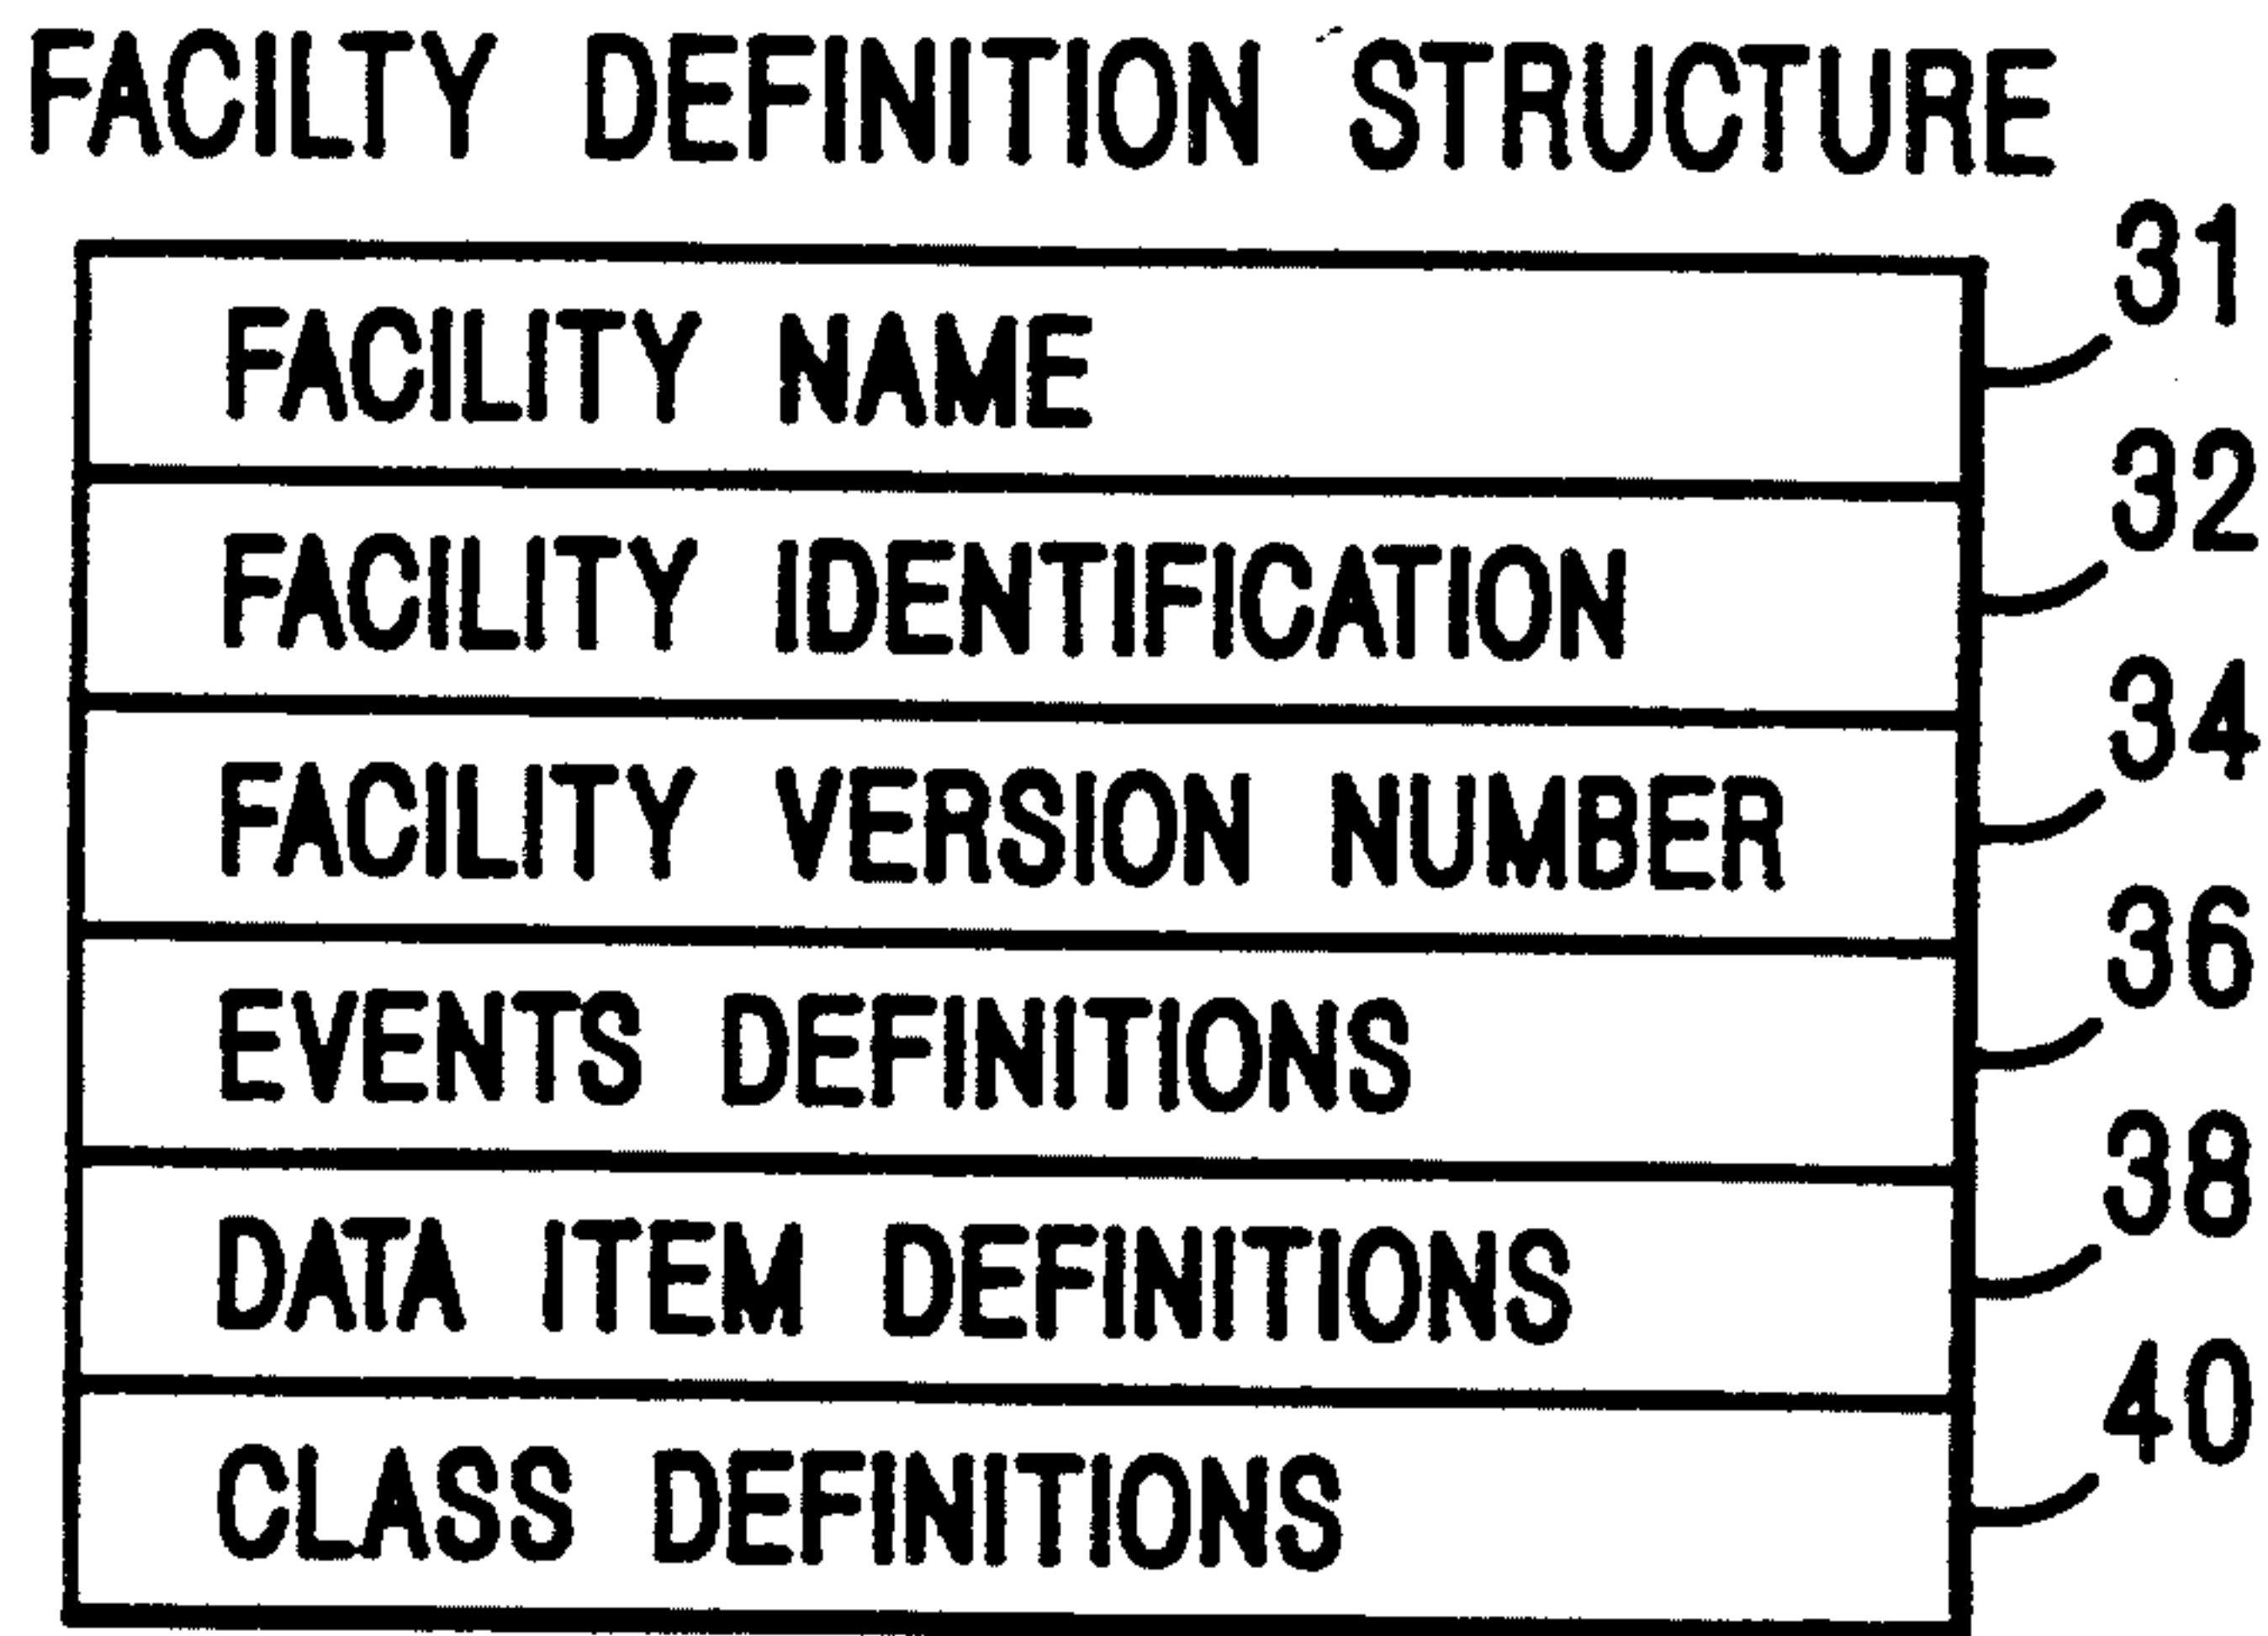 FACILTY DEFINITION STRUCTURE
FACILITY NAME 31
FACILITY IDENTIFICATION 32
FACILITY VERSION NUMBER 34
EVENTS DEFINITIONS 36
DATA ITEM DEFINITIONS 38
CLASS DEFINITIONS 40